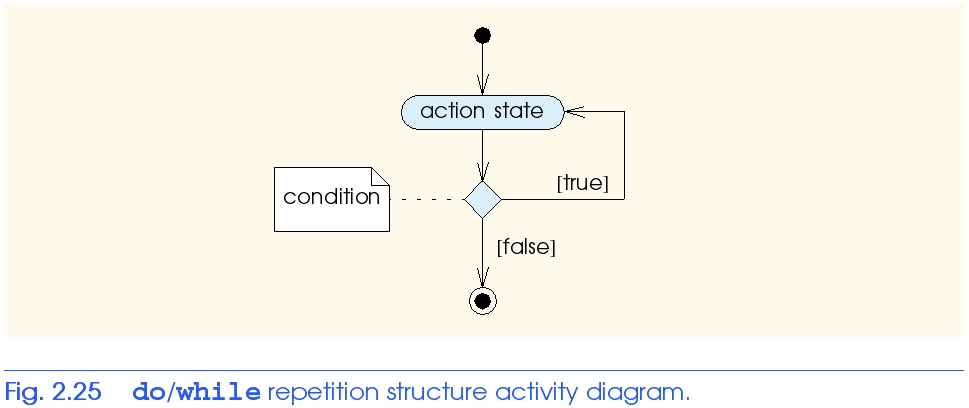 action state
[true]
condition
[false]
Fig. 2.25 do/while repetition structure activity diagram.